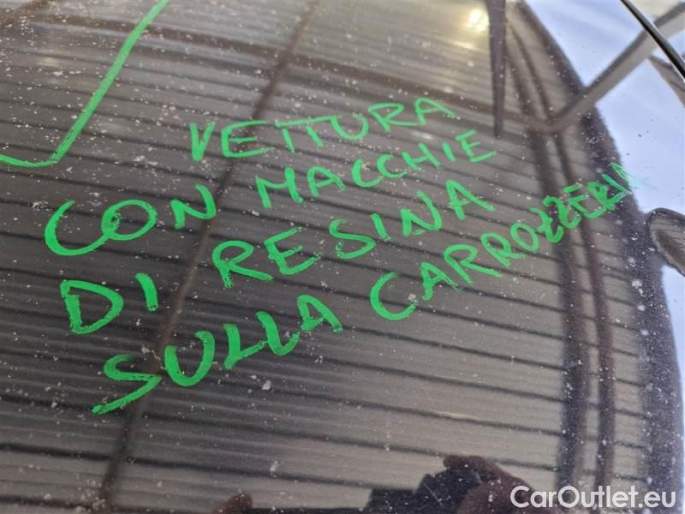 VETTURA
CON MACCHIE
DI RESINA
SULLA CARROZZERIA
CarOutlet.eu